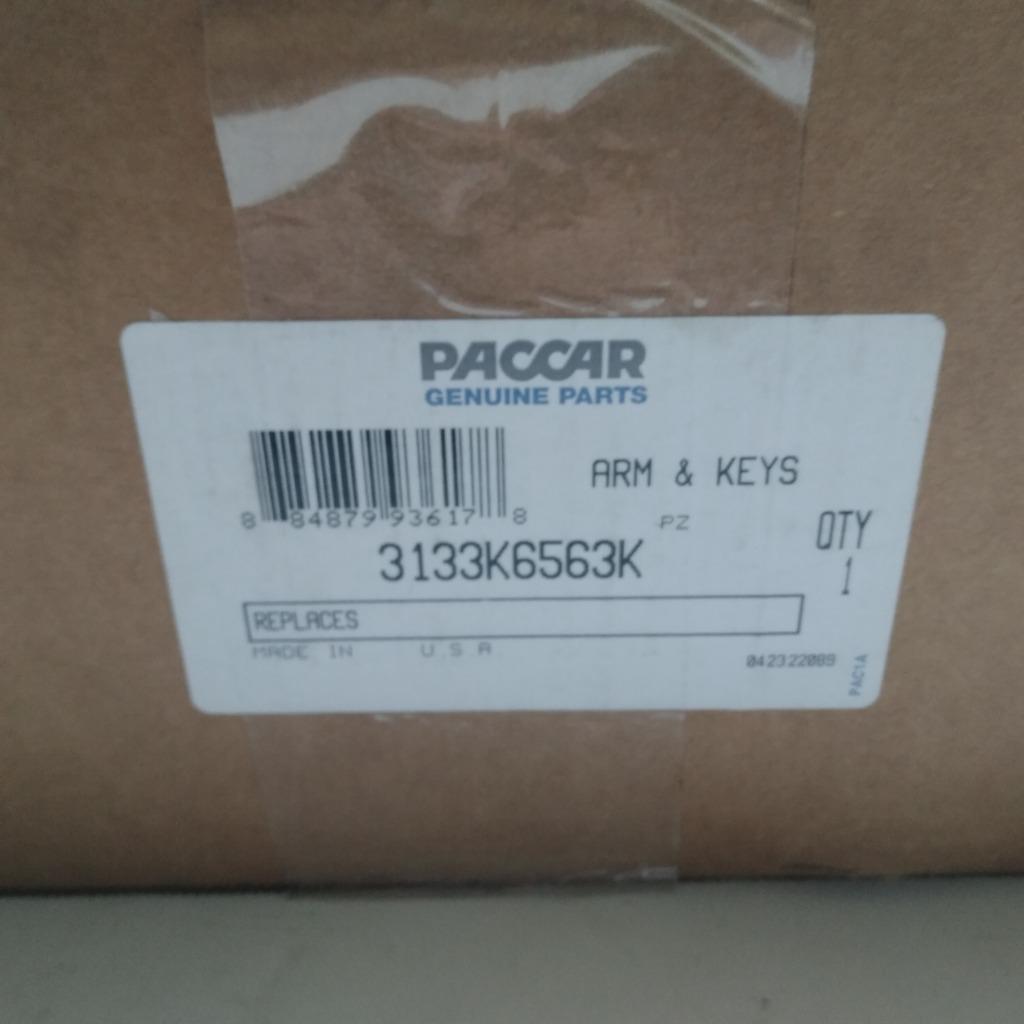 PACCAR
GENUINE PARTS
ARM & KEYS
8 84879 93617 8
PZ
QTY
3133K6563K
1
REPLACES
MADE IN U.S.A
042322089
PAC1A